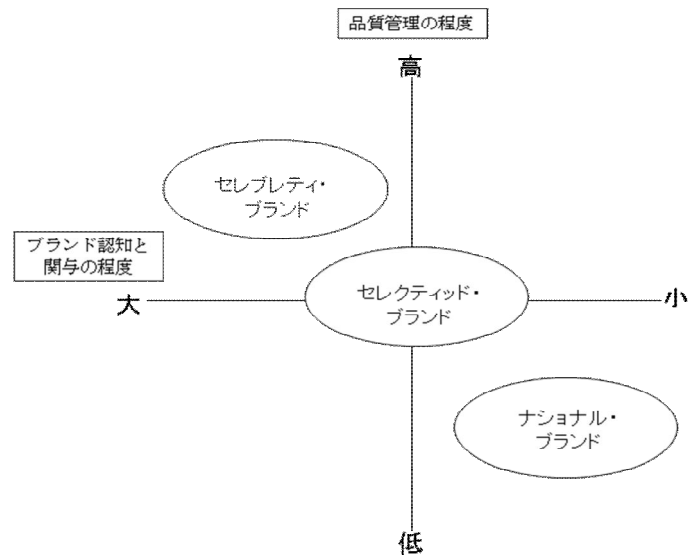 品質管理の程度
高
セレブレティ・
ブランド
ブランド認知と
関与の程度
大
セレクティッド・
ブランド
小
ナショナル・
ブランド
低